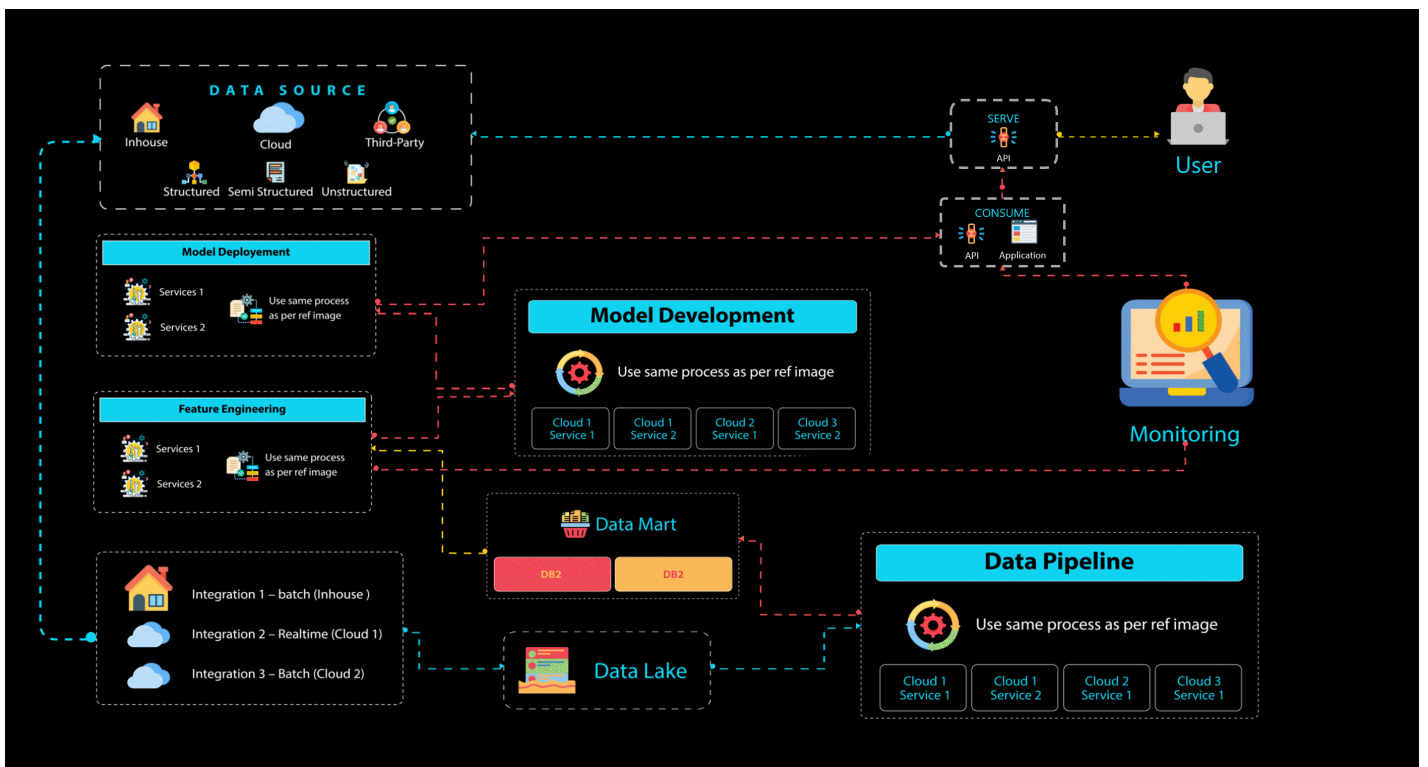 DATA SOURCE
Inhouse
Cloud
Third-Party
Structured
Semi Structured
Unstructured
SERVE
API
User
CONSUME
API
Application
Model Deployement
Services 1
Services 2
Use same process
as per ref image
Model Development
Use same process as per ref image
Cloud 1
Service 1
Cloud 1
Service 2
Cloud 2
Service 1
Cloud 3
Service 2
Monitoring
Feature Engineering
Services 1
Services 2
Use same process
as per ref image
Data Mart
DB2
DB2
Integration 1 – batch (Inhouse )
Integration 2 – Realtime (Cloud 1)
Integration 3 – Batch (Cloud 2)
Data Lake
Data Pipeline
Use same process as per ref image
Cloud 1
Service 1
Cloud 1
Service 2
Cloud 2
Service 1
Cloud 3
Service 1